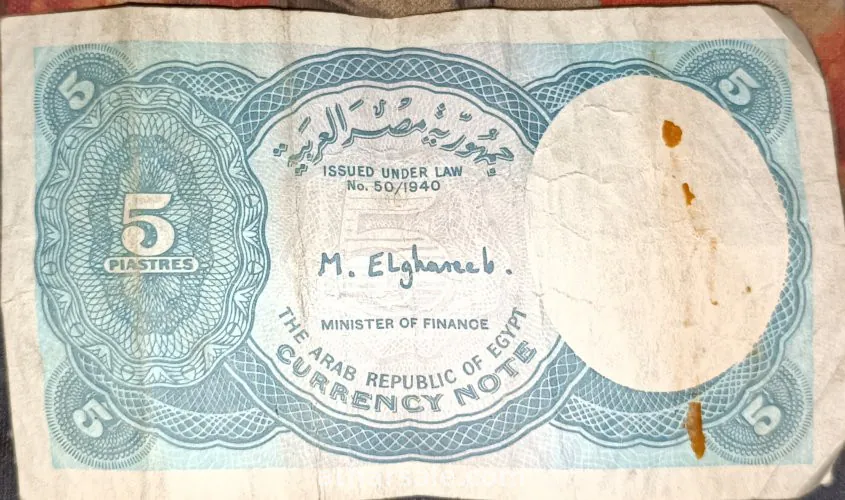 5
5
جمهورية مصر العربية
ISSUED UNDER LAW
No. 50/1940
5
PIASTRES
M. Elghareeb.
MINISTER OF FINANCE
THE ARAB REPUBLIC OF EGYPT
CURRENCY NOTE
5
5